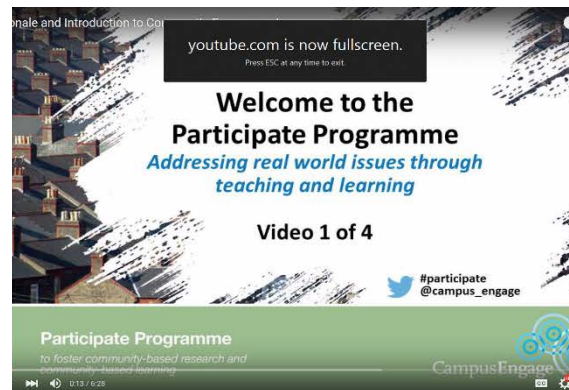 onale and Introduction to Co
youtube.com is now fullscreen.
Press ESC at any time to exit.
Welcome to the
Participate Programme
Addressing real world issues through
teaching and learning
Video 1 of 4
#participate
@campus_engage
Participate Programme
to foster community-based research and
community-based learning
CampusEngage
0:13 / 6:28
CC